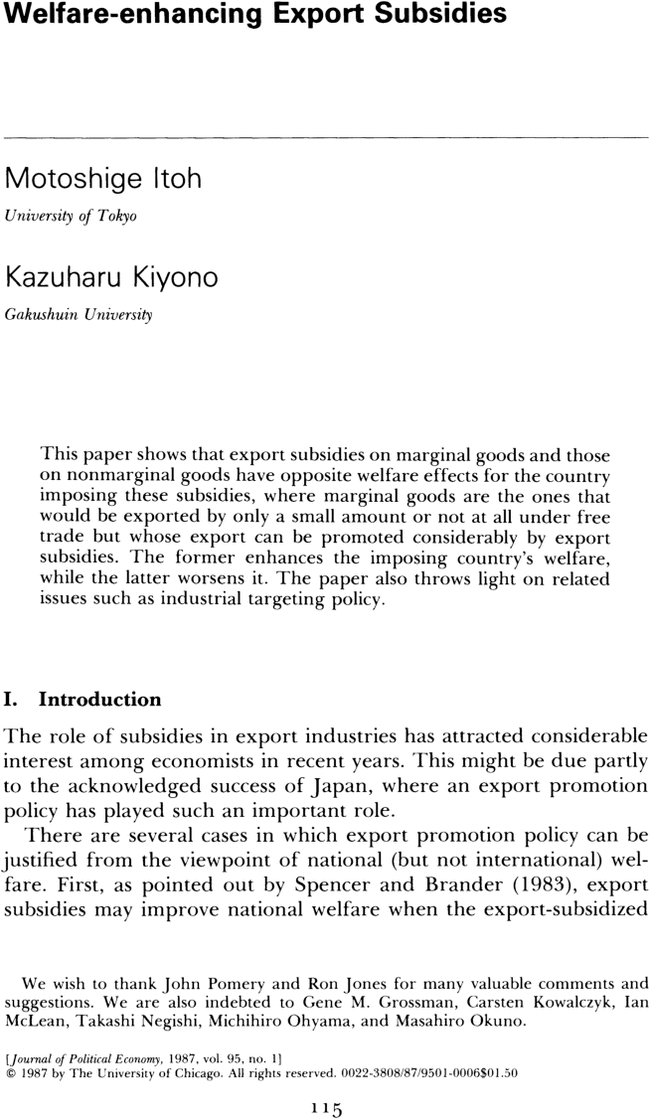 Welfare-enhancing Export Subsidies
Motoshige Itoh
University of Tokyo
Kazuharu Kiyono
Gakushuin University
This paper shows that export subsidies on marginal goods and those
on nonmarginal goods have opposite welfare effects for the country
imposing these subsidies, where marginal goods are the ones that
would be exported by only a small amount or not at all under free
trade but whose export can be promoted considerably by export
subsidies. The former enhances the imposing country's welfare,
while the latter worsens it. The paper also throws light on related
issues such as industrial targeting policy.
I. Introduction
The role of subsidies in export industries has attracted considerable
interest among economists in recent years. This might be due partly
to the acknowledged success of Japan, where an export promotion
policy has played such an important role.
There are several cases in which export promotion policy can be
justified from the viewpoint of national (but not international) wel-
fare. First, as pointed out by Spencer and Brander (1983), export
subsidies may improve national welfare when the export-subsidized
We wish to thank John Pomery and Ron Jones for many valuable comments and
suggestions. We are also indebted to Gene M. Grossman, Carsten Kowalczyk, Ian
McLean, Takashi Negishi, Michihiro Ohyama, and Masahiro Okuno.
[Journal of Political Economy, 1987, vol. 95, no. 1]
© 1987 by The University of Chicago. All rights reserved. 0022-3808/87/9501-0006$01.50
115